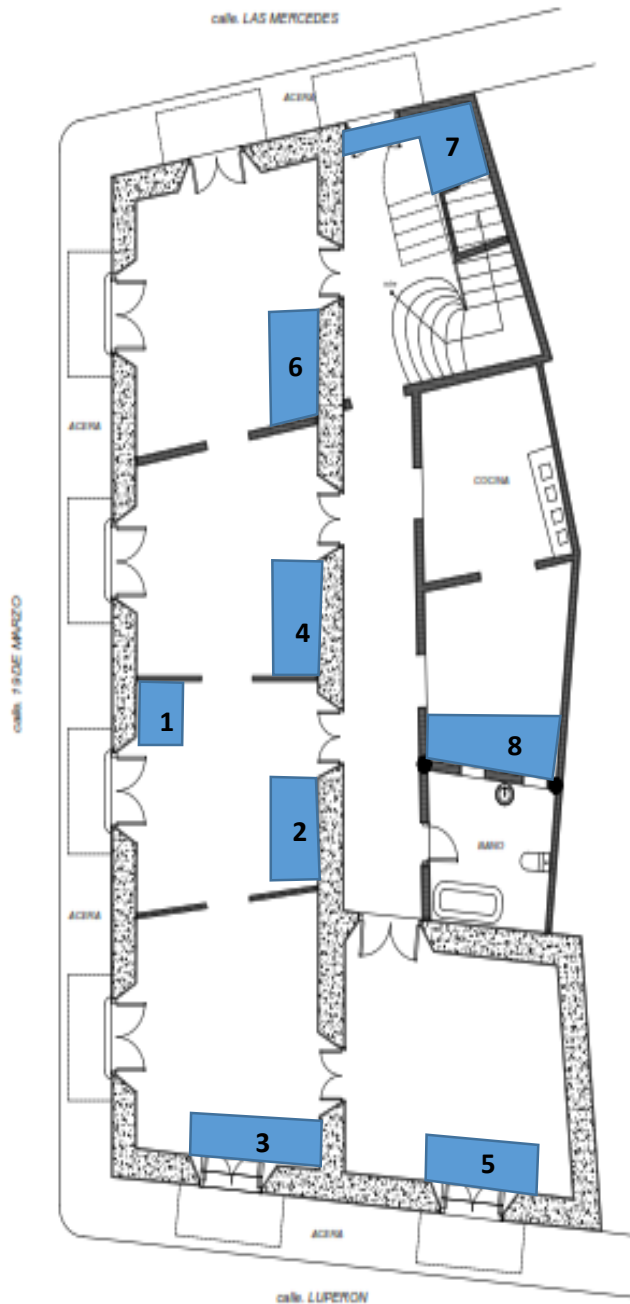 calle. LAS MERCEDES
ACERA
7
6
ACERA
COCINA
calle. 19 DE MARZO
4
1
8
2
BAÑO
ACERA
3
5
ACERA
calle. LUPERON